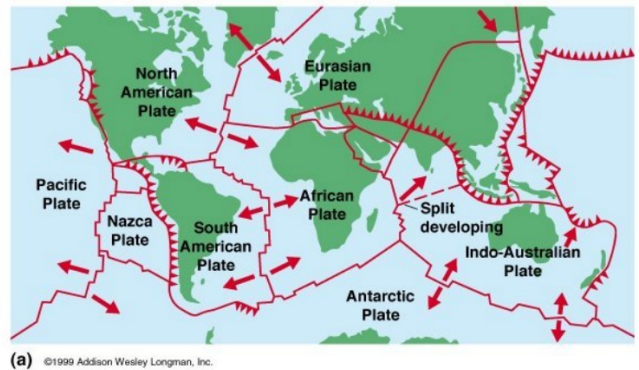 North
American
Plate
Eurasian
Plate
Pacific
Plate
Nazca
Plate
South
American
Plate
African
Plate
Split
developing
Indo-Australian
Plate
Antarctic
Plate
(a) ©1999 Addison Wesley Longman, Inc.